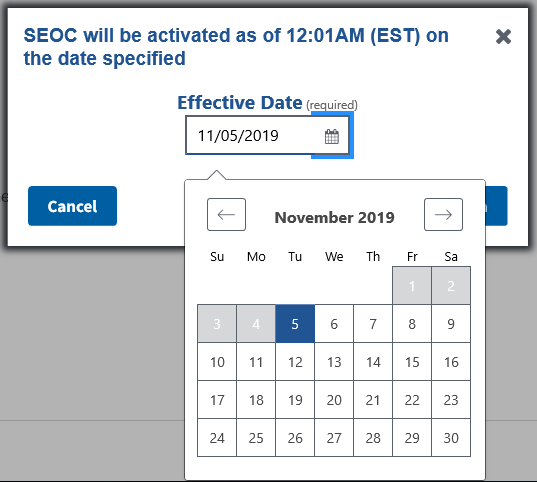 SEOC will be activated as of 12:01AM (EST) on
the date specified
Effective Date (required)
11/05/2019
Cancel
November 2019
Su Mo Tu We Th Fr Sa
1 2
3 4 5 6 7 8 9
10 11 12 13 14 15 16
17 18 19 20 21 22 23
24 25 26 27 28 29 30